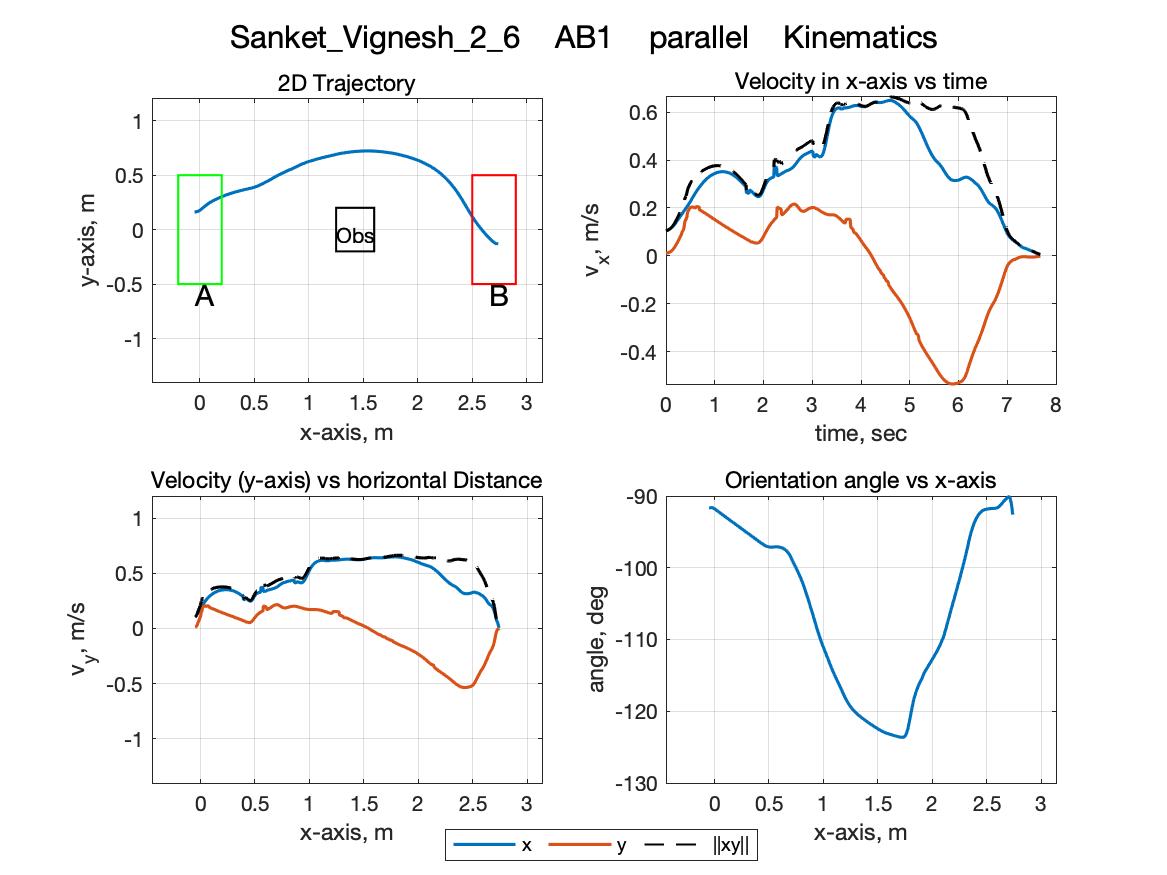 Sanket_Vignesh_2_6 AB1 parallel Kinematics
2D Trajectory
1
0.5
0
-0.5
-1
y-axis, m
A
Obs
B
0 0.5 1 1.5 2 2.5 3
x-axis, m
Velocity in x-axis vs time
0.6
0.4
0.2
0
-0.2
-0.4
v_x, m/s
0 1 2 3 4 5 6 7 8
time, sec
Velocity (y-axis) vs horizontal Distance
1
0.5
0
-0.5
-1
v_y, m/s
0 0.5 1 1.5 2 2.5 3
x-axis, m
Orientation angle vs x-axis
-90
-100
-110
-120
-130
angle, deg
0 0.5 1 1.5 2 2.5 3
x-axis, m
x y ||xy||